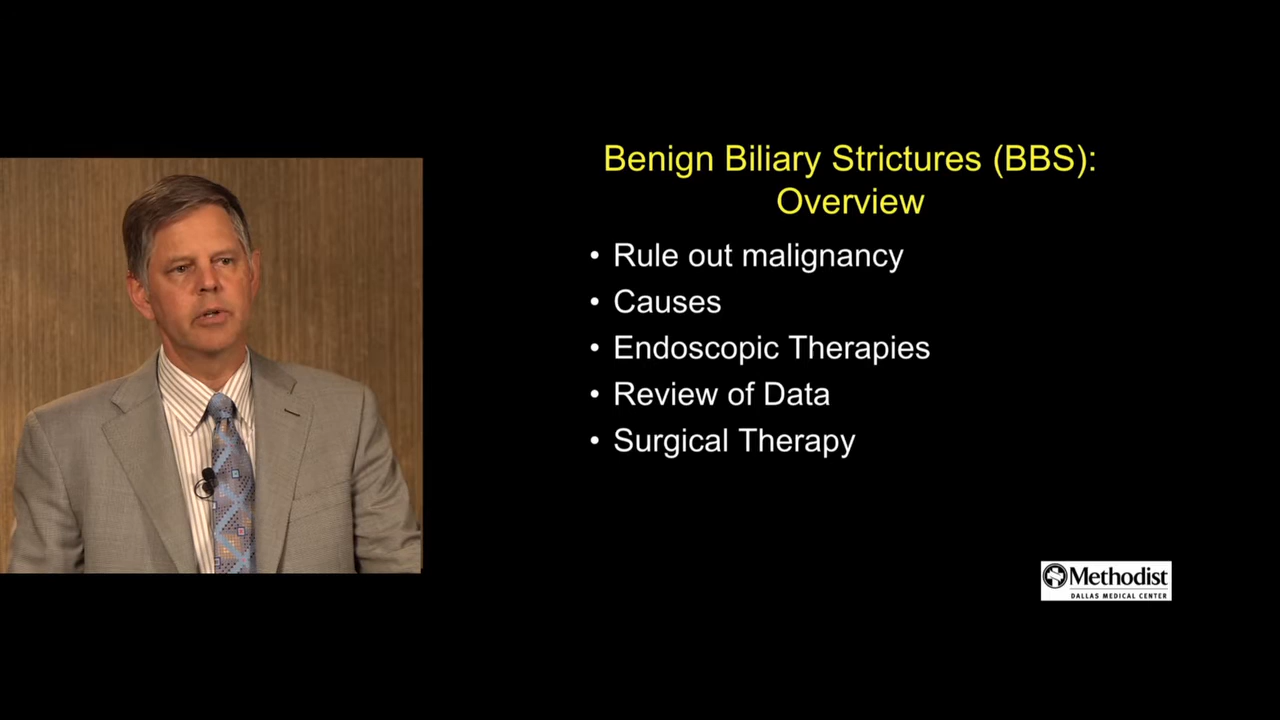 Benign Biliary Strictures (BBS):
Overview
• Rule out malignancy
• Causes
• Endoscopic Therapies
• Review of Data
• Surgical Therapy
Methodist
DALLAS MEDICAL CENTER